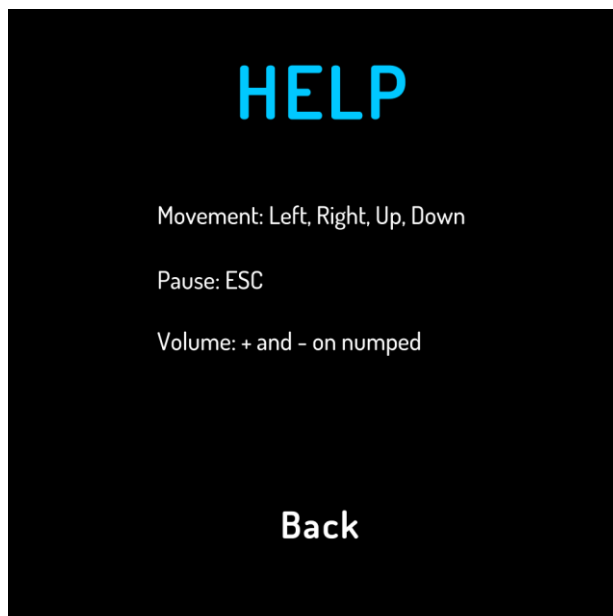 HELP
Movement: Left, Right, Up, Down
Pause: ESC
Volume: + and - on numped
Back